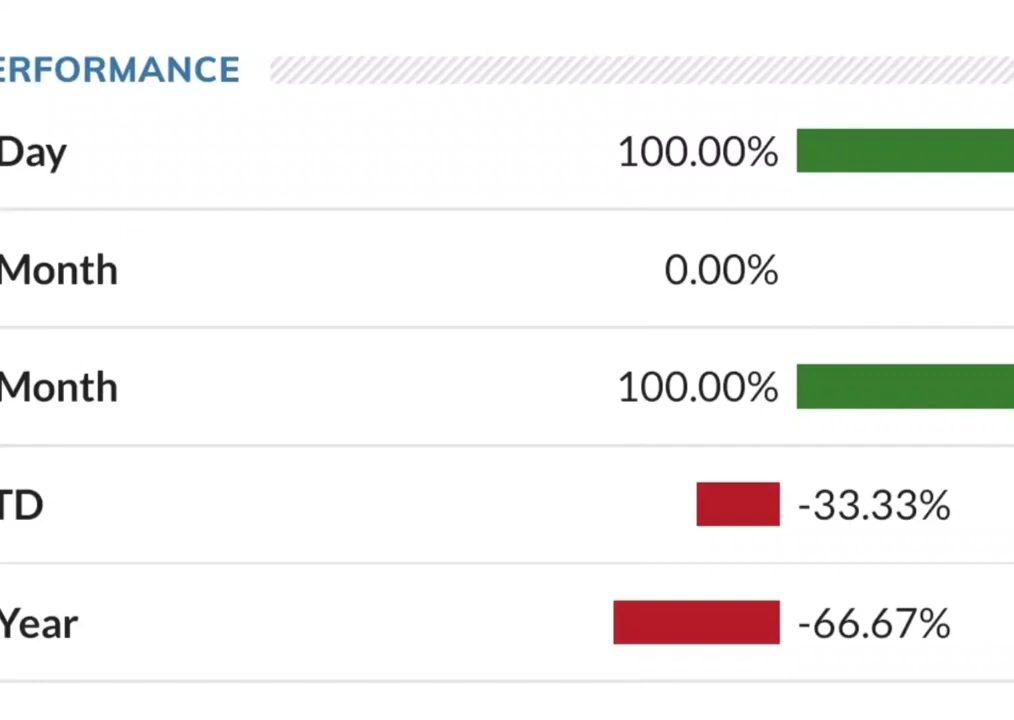 ERFORMANCE
Day 100.00%
Month 0.00%
Month 100.00%
TD -33.33%
Year -66.67%